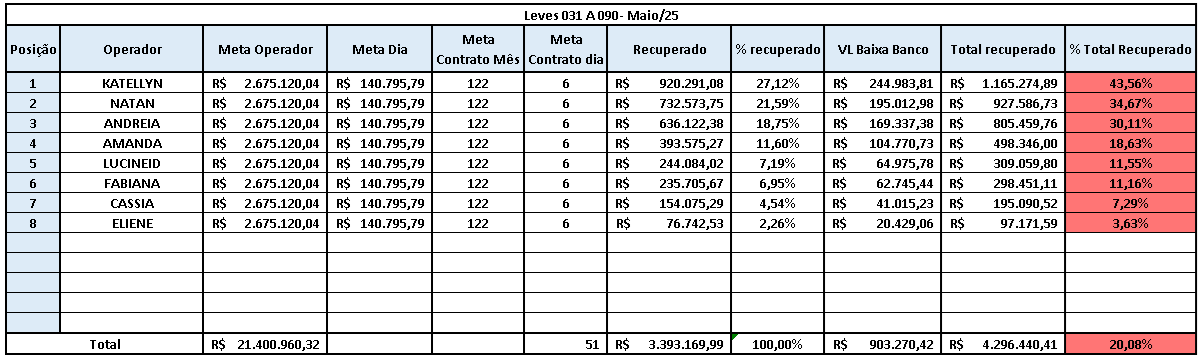 Leves 031 A 090- Maio/25
Posição Operador Meta Operador Meta Dia Meta Contrato Mês Meta Contrato dia Recuperado % recuperado VL Baixa Banco Total recuperado % Total Recuperado
1 KATELLYN R$ 2.675.120,04 R$ 140.795,79 122 6 R$ 920.291,08 27,12% R$ 244.983,81 R$ 1.165.274,89 43,56%
2 NATAN R$ 2.675.120,04 R$ 140.795,79 122 6 R$ 732.573,75 21,59% R$ 195.012,98 R$ 927.586,73 34,67%
3 ANDREIA R$ 2.675.120,04 R$ 140.795,79 122 6 R$ 636.122,38 18,75% R$ 169.337,38 R$ 805.459,76 30,11%
4 AMANDA R$ 2.675.120,04 R$ 140.795,79 122 6 R$ 393.575,27 11,60% R$ 104.770,73 R$ 498.346,00 18,63%
5 LUCINEID R$ 2.675.120,04 R$ 140.795,79 122 6 R$ 244.084,02 7,19% R$ 64.975,78 R$ 309.059,80 11,55%
6 FABIANA R$ 2.675.120,04 R$ 140.795,79 122 6 R$ 235.705,67 6,95% R$ 62.745,44 R$ 298.451,11 11,16%
7 CASSIA R$ 2.675.120,04 R$ 140.795,79 122 6 R$ 154.075,29 4,54% R$ 41.015,23 R$ 195.090,52 7,29%
8 ELIENE R$ 2.675.120,04 R$ 140.795,79 122 6 R$ 76.742,53 2,26% R$ 20.429,06 R$ 97.171,59 3,63%
Total R$ 21.400.960,32 51 R$ 3.393.169,99 100,00% R$ 903.270,42 R$ 4.296.440,41 20,08%